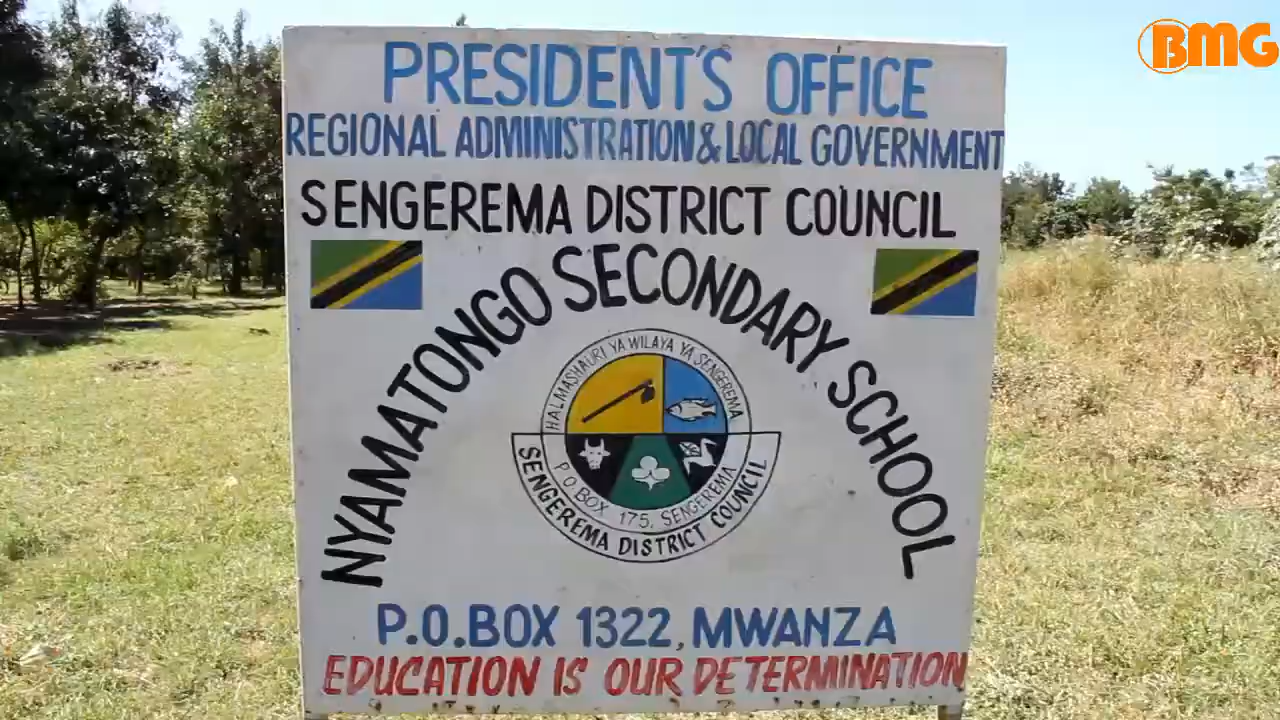 BMG
PRESIDENT'S OFFICE
REGIONAL ADMINISTRATION & LOCAL GOVERNMENT
SENGEREMA DISTRICT COUNCIL
NYAMATONGO SECONDARY SCHOOL
HALMASHAURI YA WILAYA YA SENGEREMA
P O BOX 175, SENGEREMA
SENGEREMA DISTRICT COUNCIL
P.O.BOX 1322, MWANZA
EDUCATION IS OUR DETERMINATION